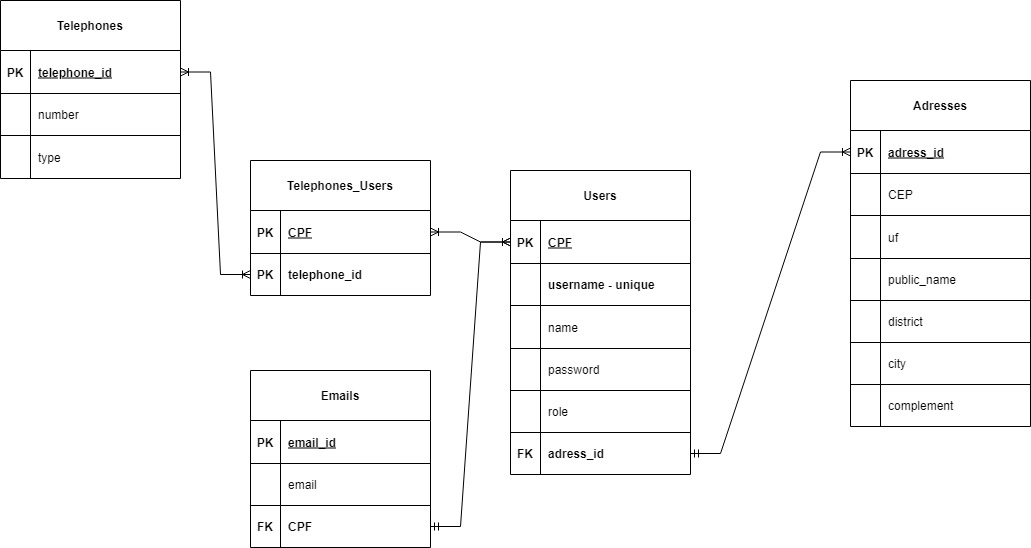 Telephones
PK telephone_id
number
type
Telephones_Users
PK CPF
PK telephone_id
Emails
PK email_id
email
FK CPF
Users
PK CPF
username - unique
name
password
role
FK adress_id
Adresses
PK adress_id
CEP
uf
public_name
district
city
complement